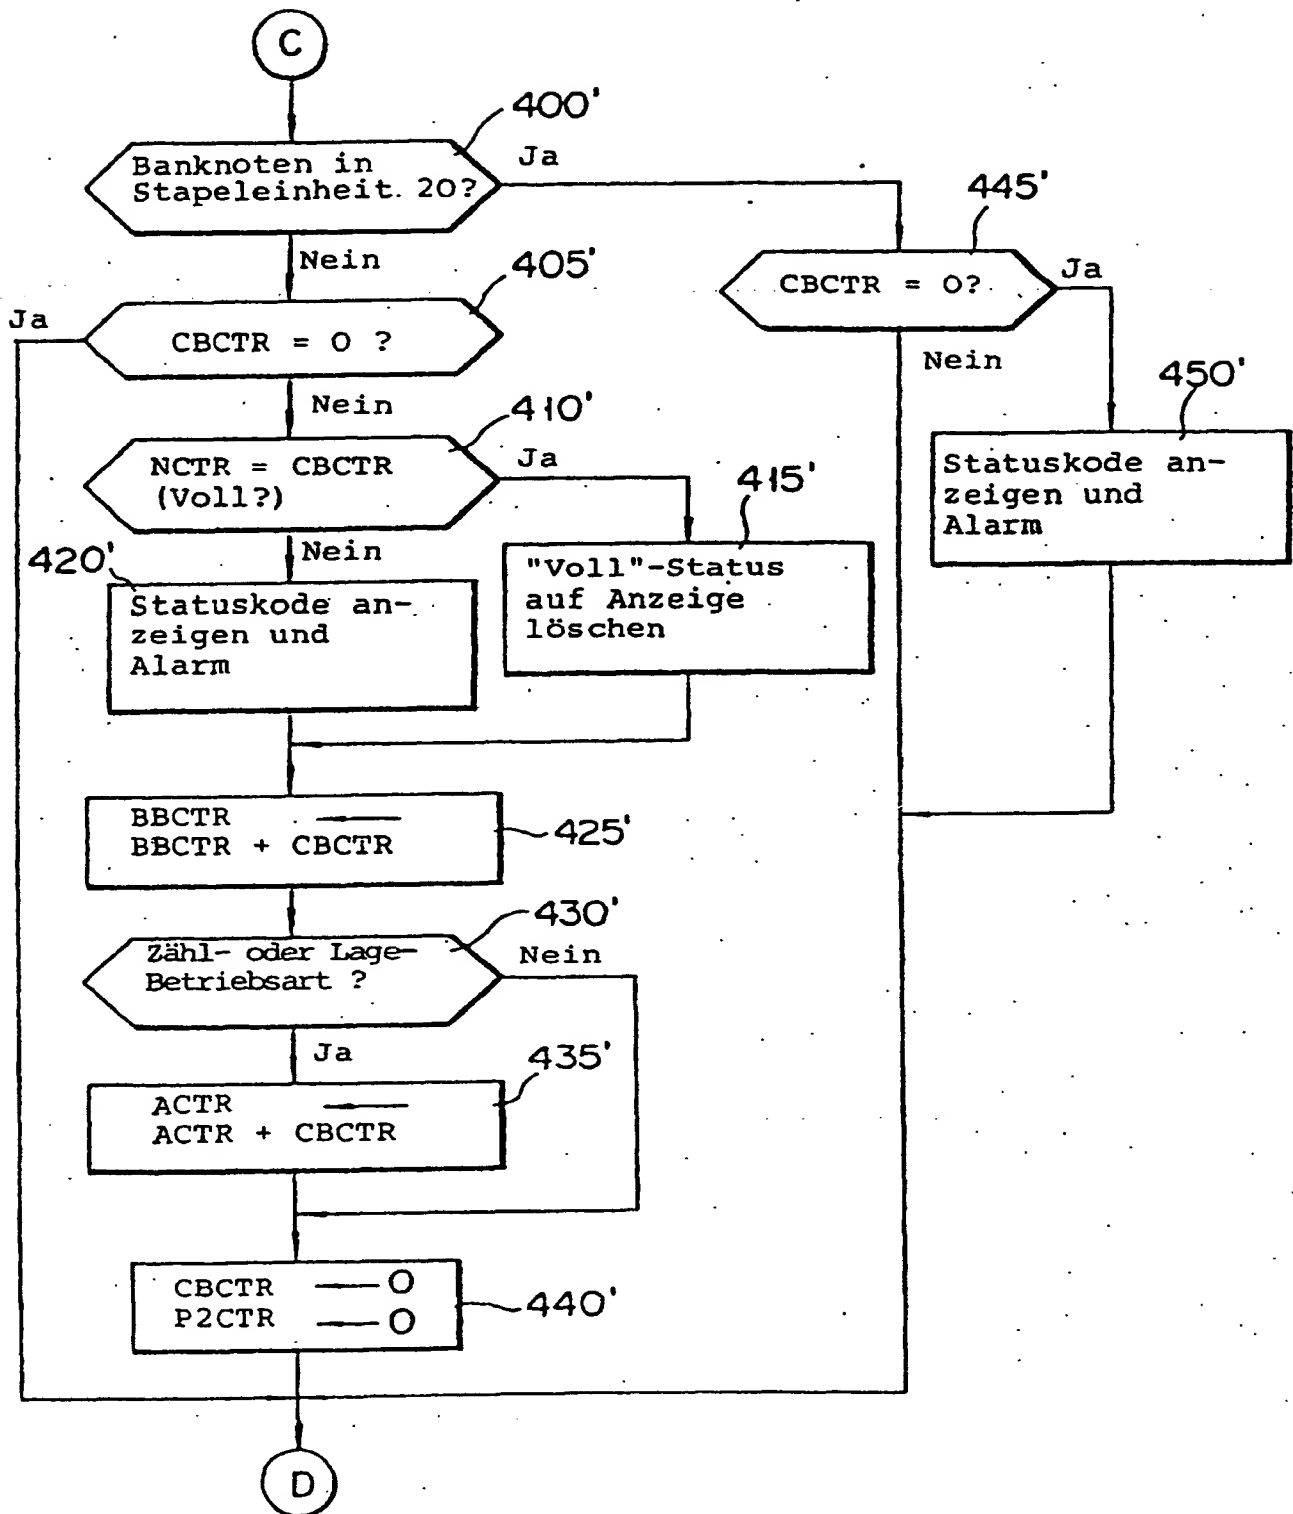 C
400'
Banknoten in
Stapeleinheit. 20?
Ja
Nein
445'
CBCTR = 0?
Ja
Nein
405'
Ja
CBCTR = 0 ?
Nein
410'
NCTR = CBCTR
(Voll?)
Ja
Nein
450'
Statuskode an-
zeigen und
Alarm
415'
"Voll"-Status
auf Anzeige
löschen
420'
Statuskode an-
zeigen und
Alarm
BBCTR ←
BBCTR + CBCTR
425'
430'
Zähl- oder Lage-
Betriebsart ?
Nein
Ja
435'
ACTR ←
ACTR + CBCTR
CBCTR ← 0
P2CTR ← 0
440'
D